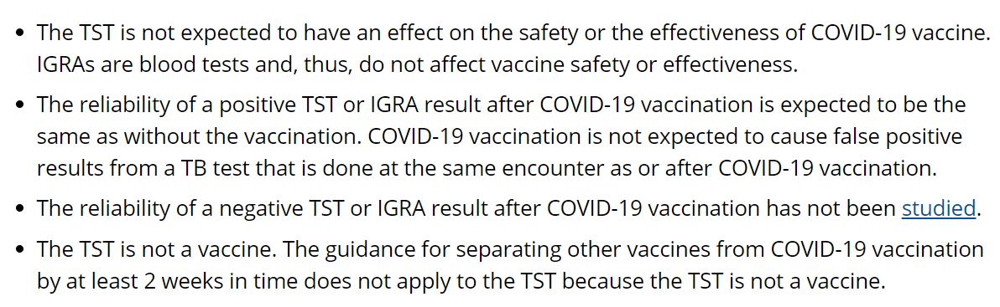 • The TST is not expected to have an effect on the safety or the effectiveness of COVID-19 vaccine.
IGRAs are blood tests and, thus, do not affect vaccine safety or effectiveness.
• The reliability of a positive TST or IGRA result after COVID-19 vaccination is expected to be the
same as without the vaccination. COVID-19 vaccination is not expected to cause false positive
results from a TB test that is done at the same encounter as or after COVID-19 vaccination.
• The reliability of a negative TST or IGRA result after COVID-19 vaccination has not been studied.
• The TST is not a vaccine. The guidance for separating other vaccines from COVID-19 vaccination
by at least 2 weeks in time does not apply to the TST because the TST is not a vaccine.